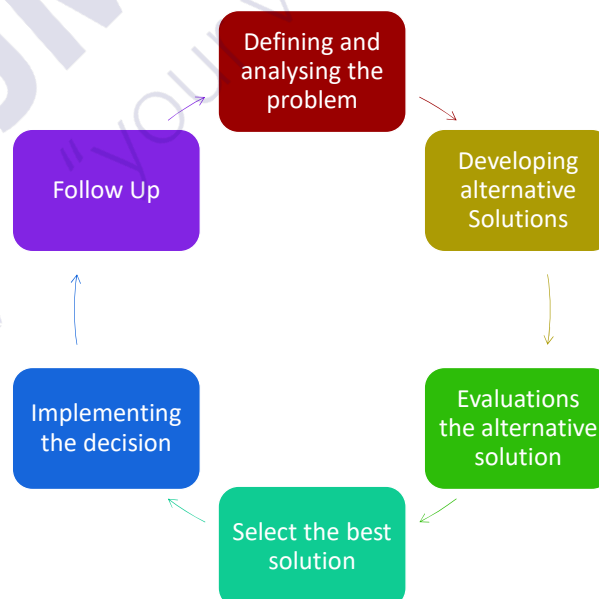 Defining and
analysing the
problem
Developing
alternative
Solutions
Evaluations
the alternative
solution
Select the best
solution
Implementing
the decision
Follow Up
"your